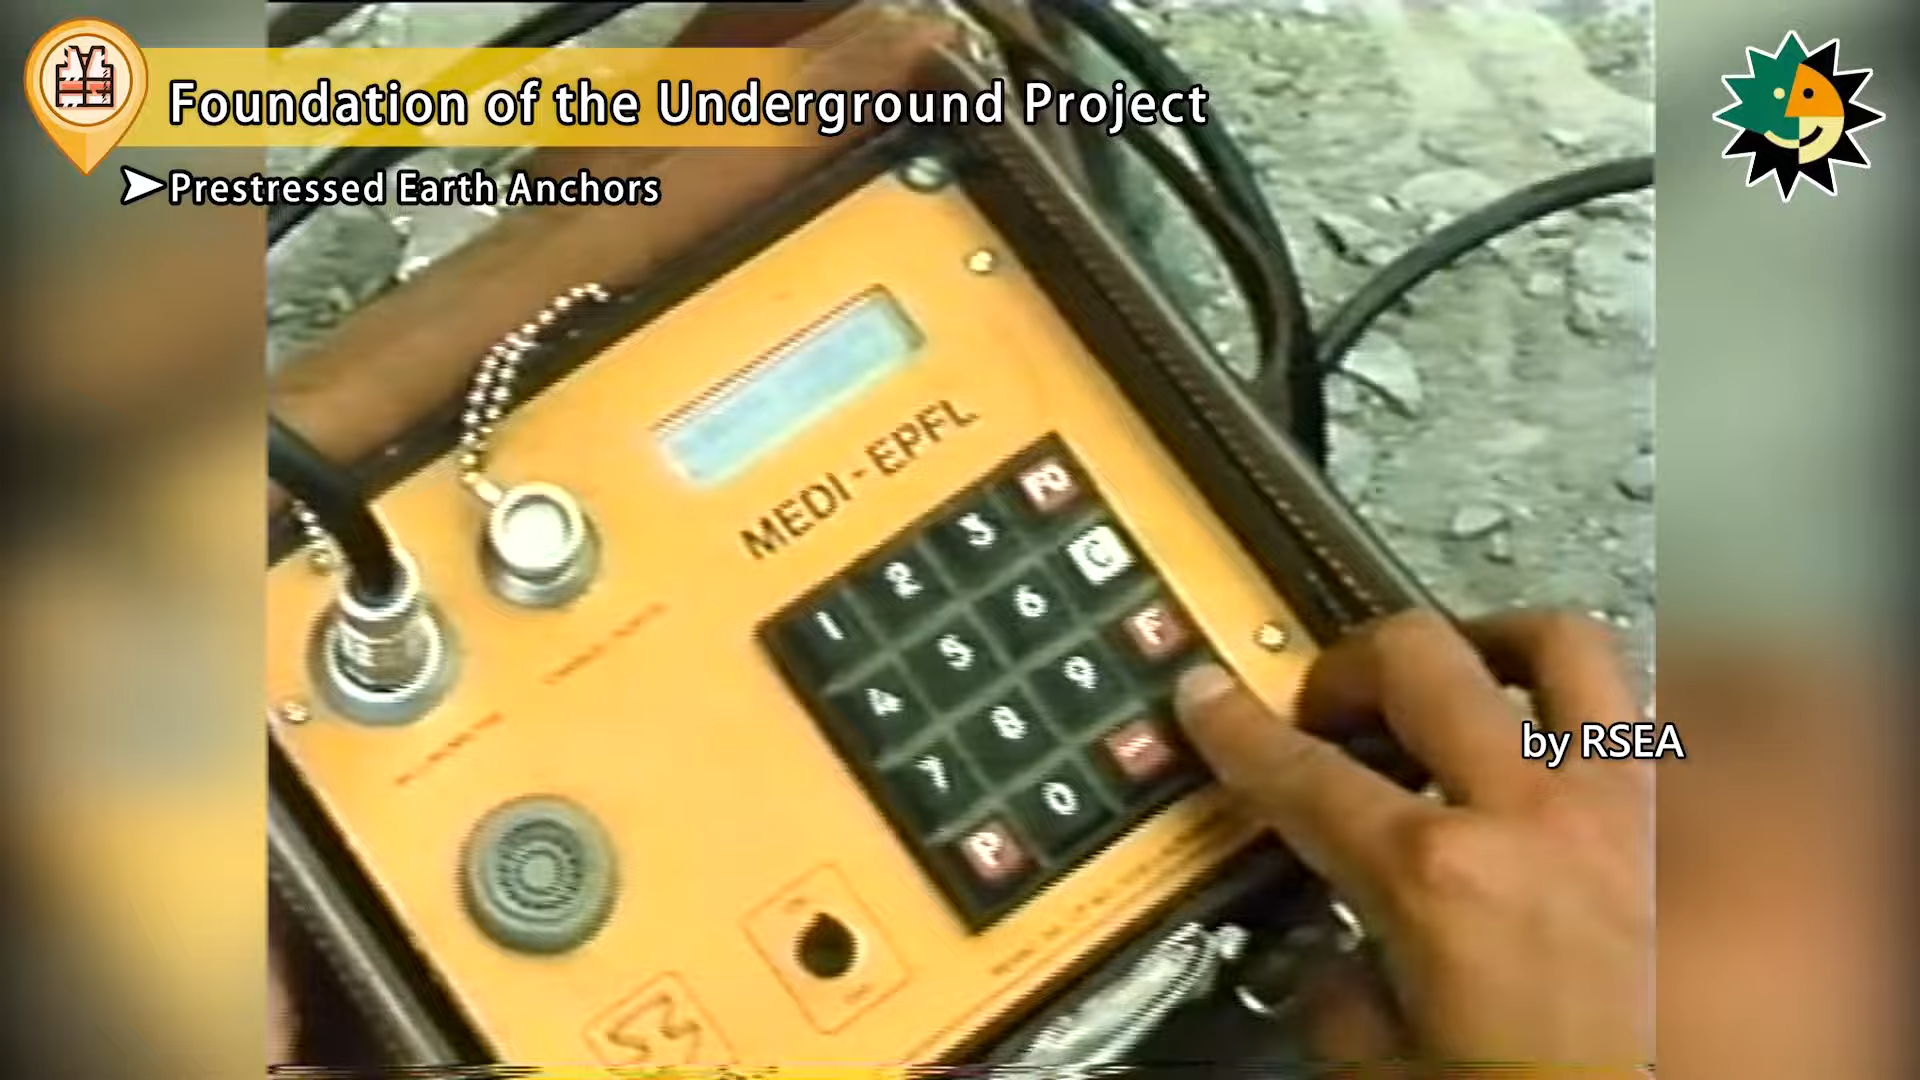 Foundation of the Underground Project
Prestressed Earth Anchors
MEDI-EPFL
1 2 3
4 5 6 C
7 8 9 F
P 0
by RSEA